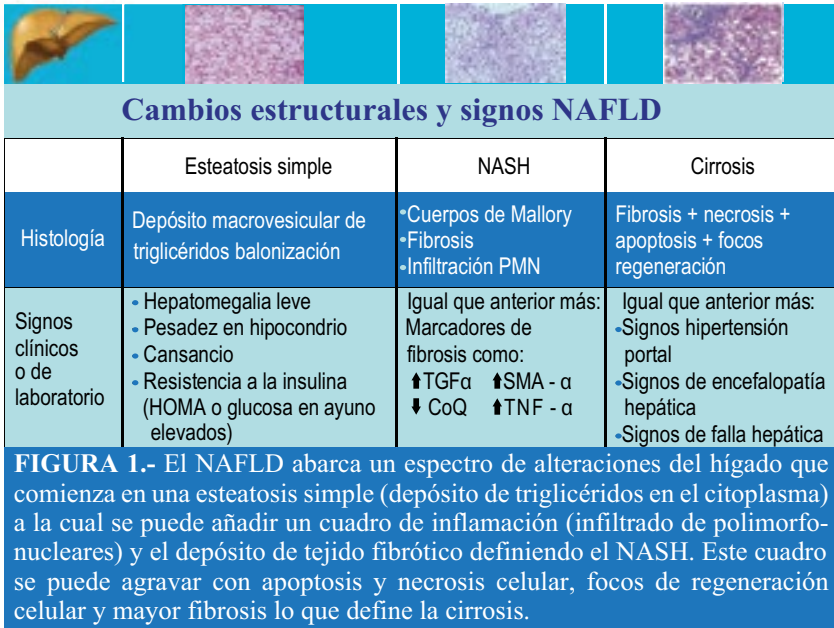 Cambios estructurales y signos NAFLD
Esteatosis simple
NASH
Cirrosis
Histología
Depósito macrovesicular de
triglicéridos balonización
•Cuerpos de Mallory
•Fibrosis
•Infiltración PMN
Fibrosis + necrosis +
apoptosis + focos
regeneración
Signos
clínicos
o de
laboratorio
• Hepatomegalia leve
• Pesadez en hipocondrio
• Cansancio
• Resistencia a la insulina
(HOMA o glucosa en ayuno
elevados)
Igual que anterior más:
Marcadores de
fibrosis como:
⬆TGFα ⬆SMA - α
⬇ CoQ ⬆TNF - α
Igual que anterior más:
•Signos hipertensión
portal
•Signos de encefalopatía
hepática
•Signos de falla hepática
FIGURA 1.- El NAFLD abarca un espectro de alteraciones del hígado que
comienza en una esteatosis simple (depósito de triglicéridos en el citoplasma)
a la cual se puede añadir un cuadro de inflamación (infiltrado de polimorfo-
nucleares) y el depósito de tejido fibrótico definiendo el NASH. Este cuadro
se puede agravar con apoptosis y necrosis celular, focos de regeneración
celular y mayor fibrosis lo que define la cirrosis.